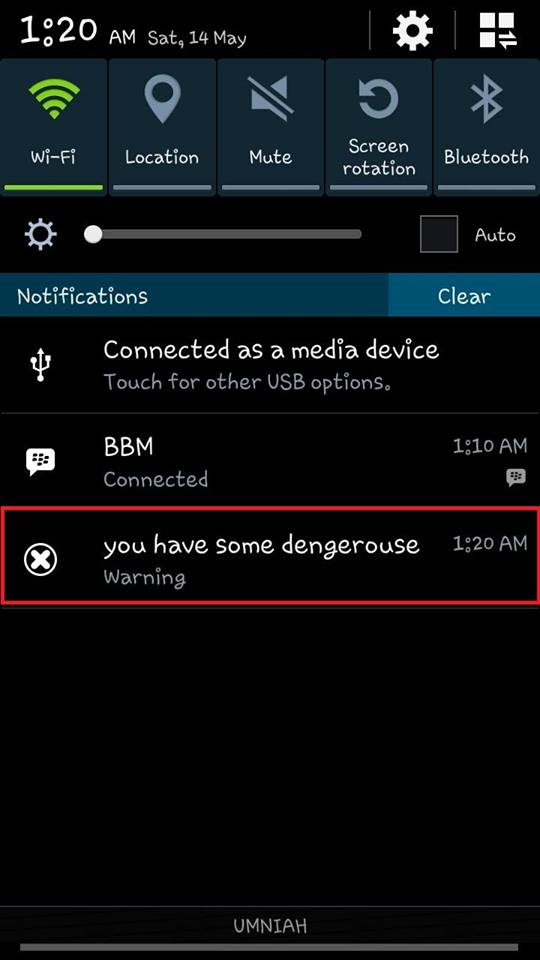 1:20 AM Sat, 14 May
Wi-Fi
Location
Mute
Screen
rotation
Bluetooth
Auto
Notifications Clear
Connected as a media device
Touch for other USB options.
BBM 1:10 AM
Connected
you have some dengerouse 1:20 AM
Warning
UMNIAH